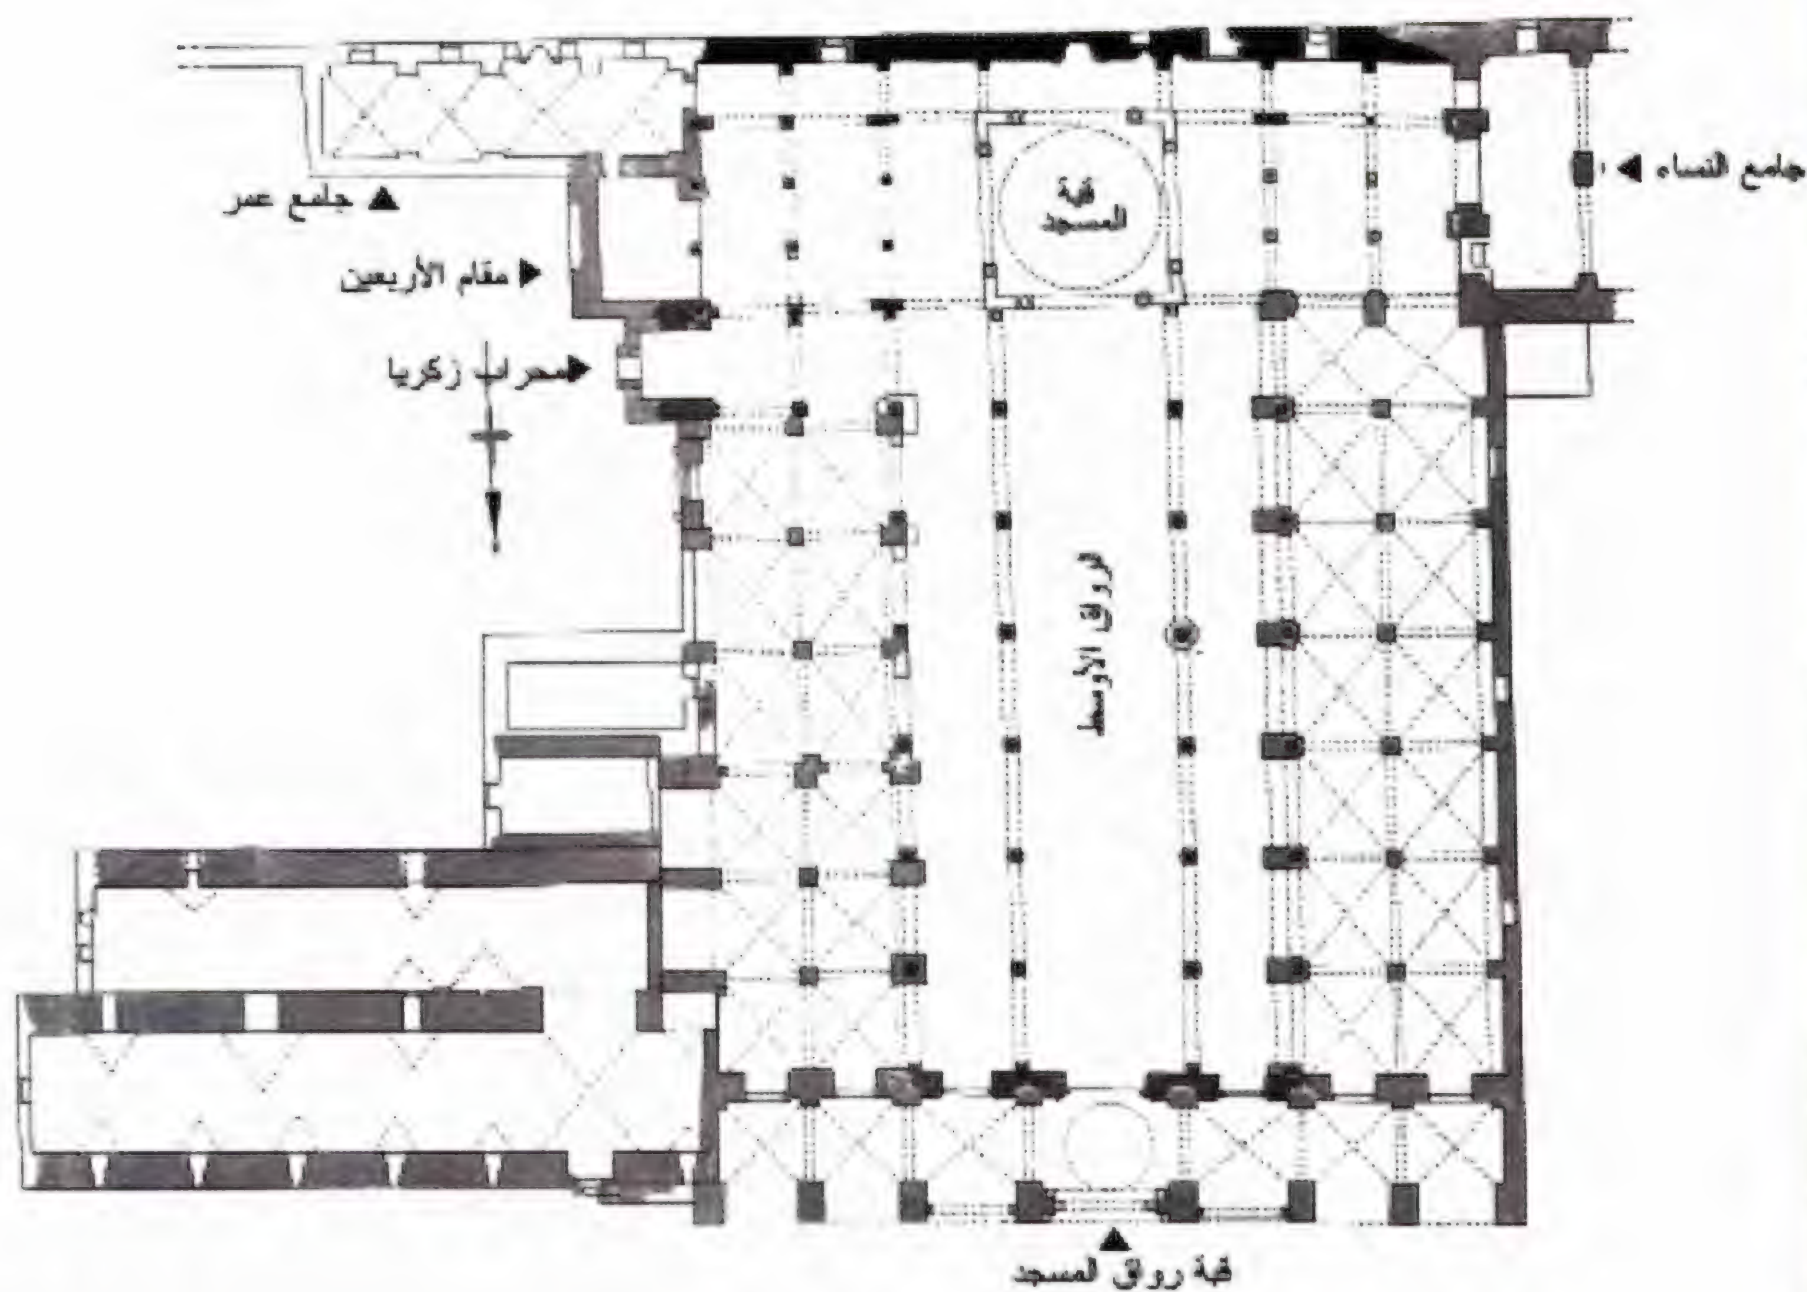 جامع النساء
قبة
المسجد
جامع عمر
مقام الأربعين
محراب زكريا
الرواق الأوسط
قبة رواق المسجد